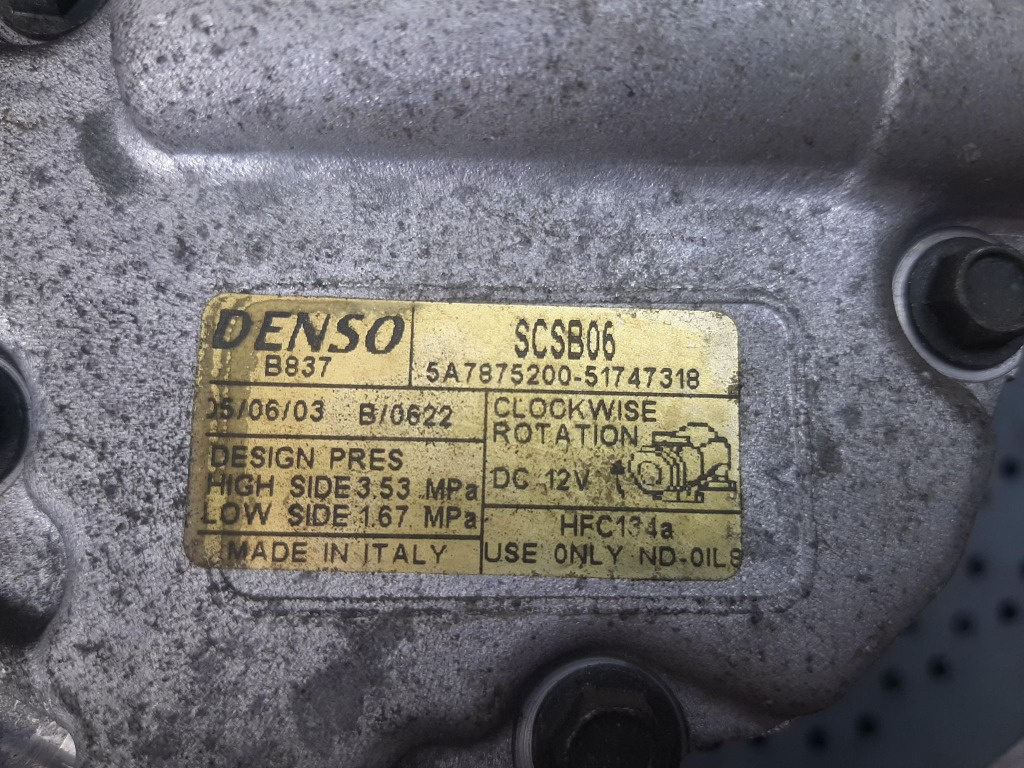 DENSO
B837
SCSB06
5A7875200-51747318
05/06/03 B/0622
CLOCKWISE
ROTATION
DC 12V
DESIGN PRES
HIGH SIDE 3.53 MPa
LOW SIDE 1.67 MPa
HFC134a
MADE IN ITALY
USE ONLY ND-OIL8